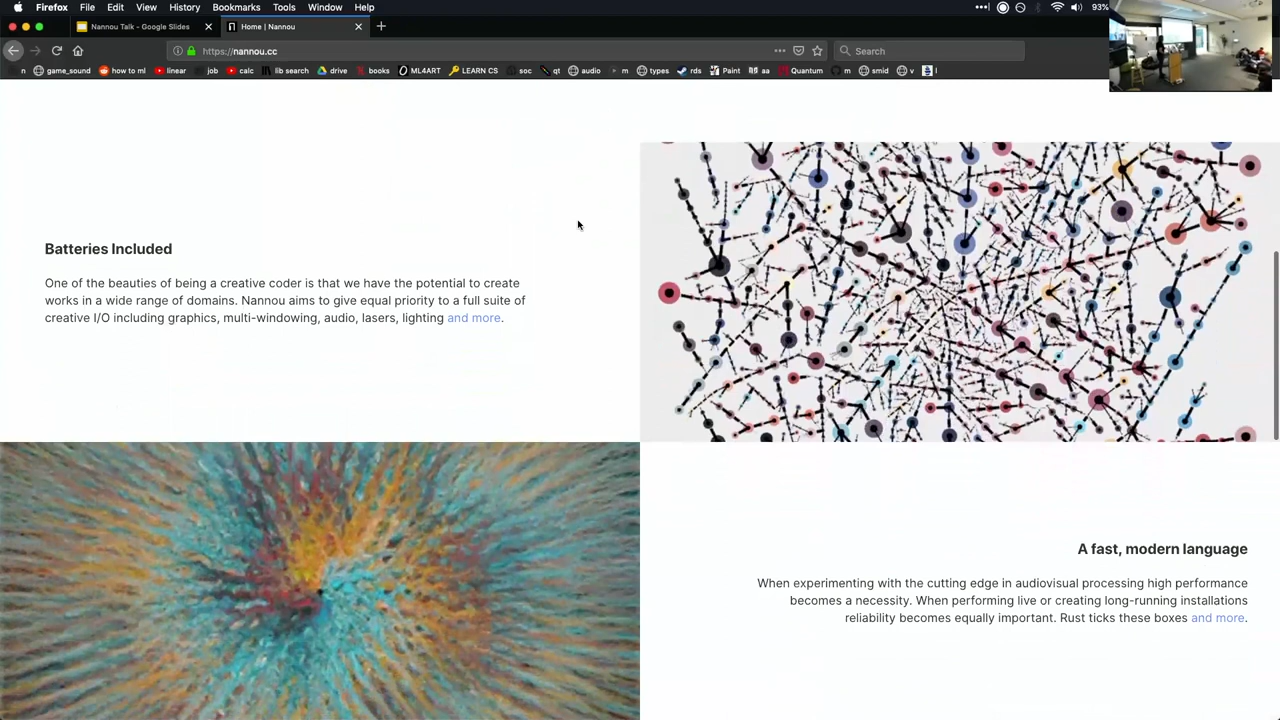 Firefox File Edit View History Bookmarks Tools Window Help 93%
Nannou Talk - Google Slides Home | Nannou
https://nannou.cc Search
n game_sound how to ml linear job calc lib search drive books ML4ART LEARN CS soc qt audio m types rds Paint aa Quantum m smid v l
Batteries Included
One of the beauties of being a creative coder is that we have the potential to create
works in a wide range of domains. Nannou aims to give equal priority to a full suite of
creative I/O including graphics, multi-windowing, audio, lasers, lighting and more.
A fast, modern language
When experimenting with the cutting edge in audiovisual processing high performance
becomes a necessity. When performing live or creating long-running installations
reliability becomes equally important. Rust ticks these boxes and more.